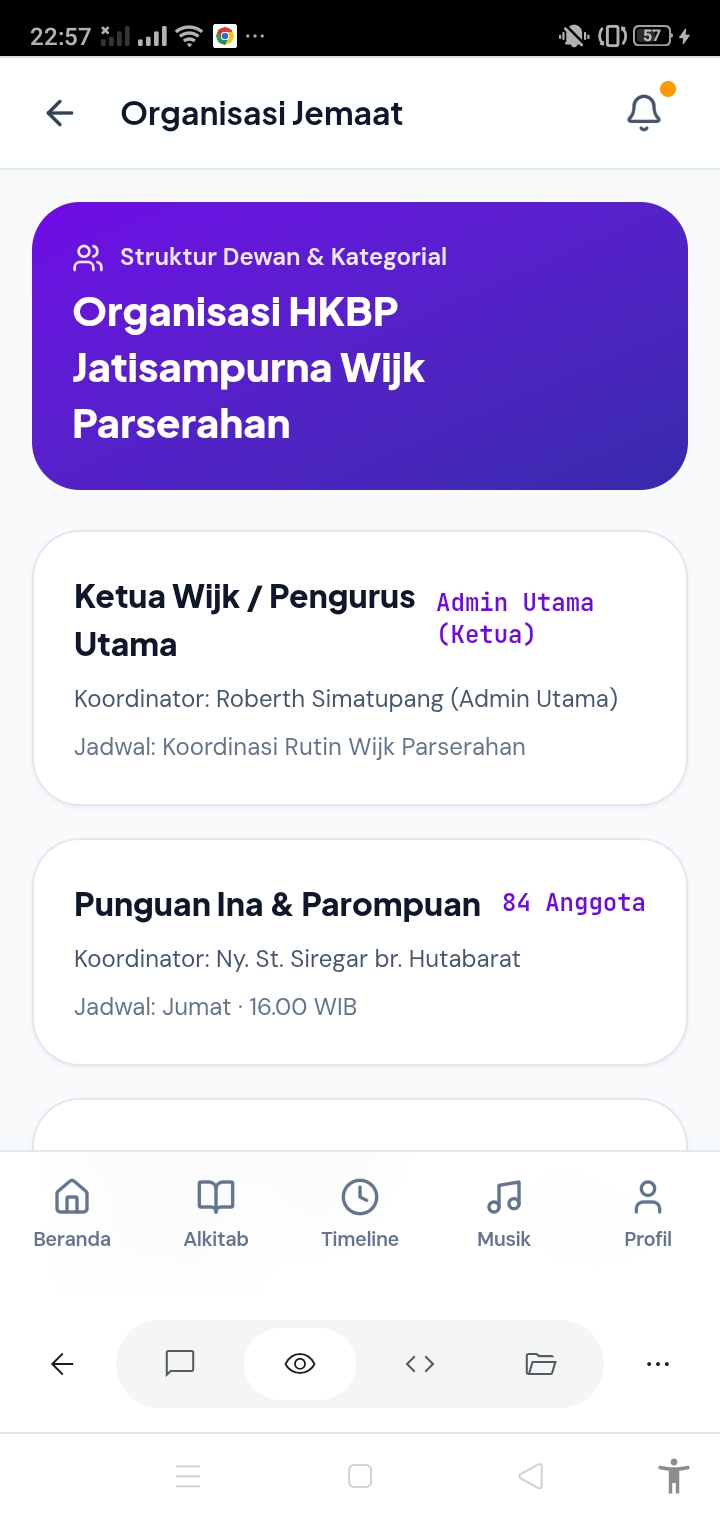 22:57
57
Organisasi Jemaat
Struktur Dewan & Kategorial
Organisasi HKBP
Jatisampurna Wijk
Parserahan
Ketua Wijk / Pengurus
Utama
Admin Utama
(Ketua)
Koordinator: Roberth Simatupang (Admin Utama)
Jadwal: Koordinasi Rutin Wijk Parserahan
Punguan Ina & Parompuan
84 Anggota
Koordinator: Ny. St. Siregar br. Hutabarat
Jadwal: Jumat · 16.00 WIB
Beranda
Alkitab
Timeline
Musik
Profil